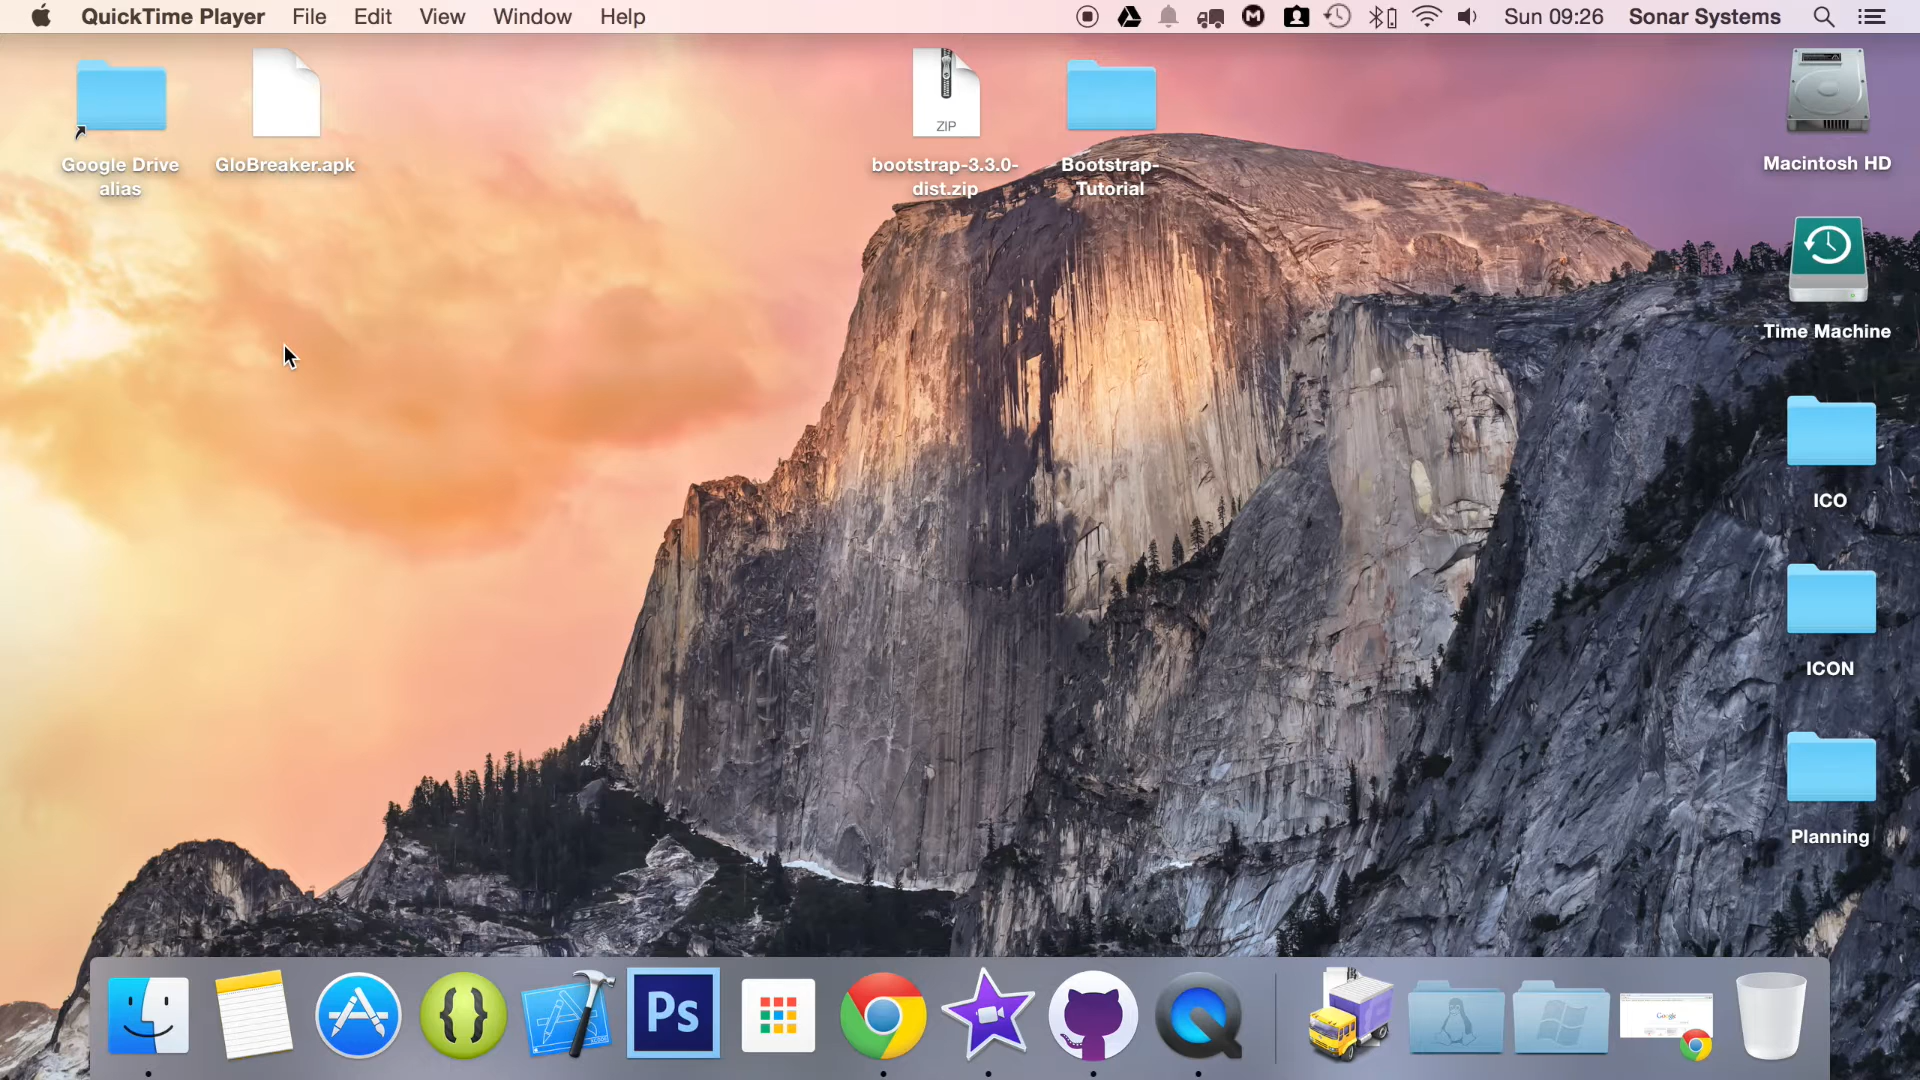 QuickTime Player File Edit View Window Help Sun 09:26 Sonar Systems
Google Drive
alias
GloBreaker.apk
ZIP
bootstrap-3.3.0-
dist.zip
Bootstrap-
Tutorial
Macintosh HD
Time Machine
ICO
ICON
Planning
Ps
Google